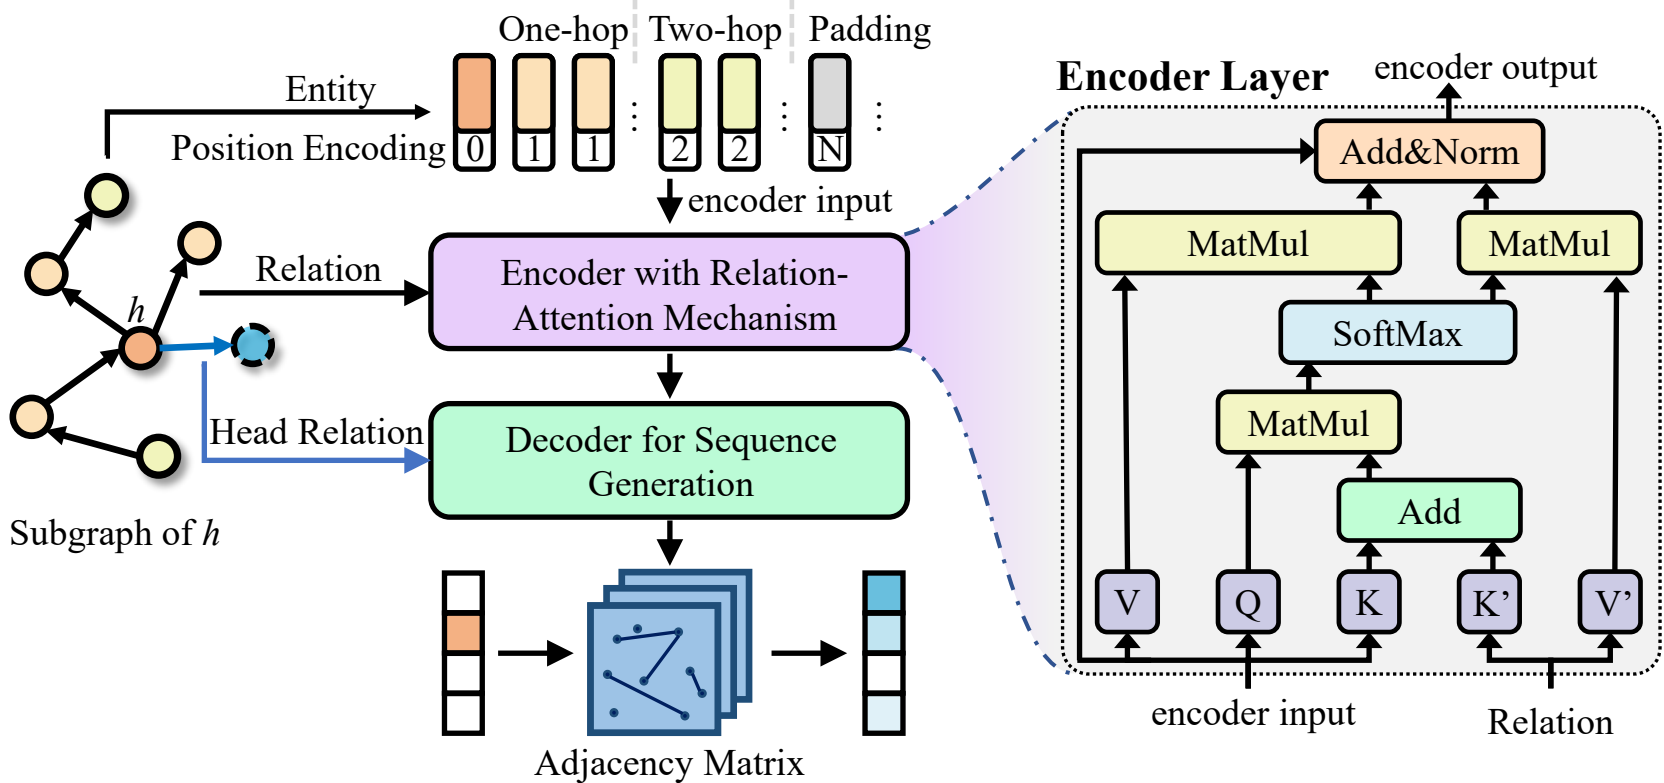 One-hop
Two-hop
Padding
Entity
Position Encoding
0
1
1
⋮
2
2
⋮
N
⋮
encoder input
Relation
h
Encoder with Relation-
Attention Mechanism
Head Relation
Decoder for Sequence
Generation
Subgraph of h
Adjacency Matrix
Encoder Layer
encoder output
Add&Norm
MatMul
MatMul
SoftMax
MatMul
Add
V
Q
K
K’
V’
encoder input
Relation